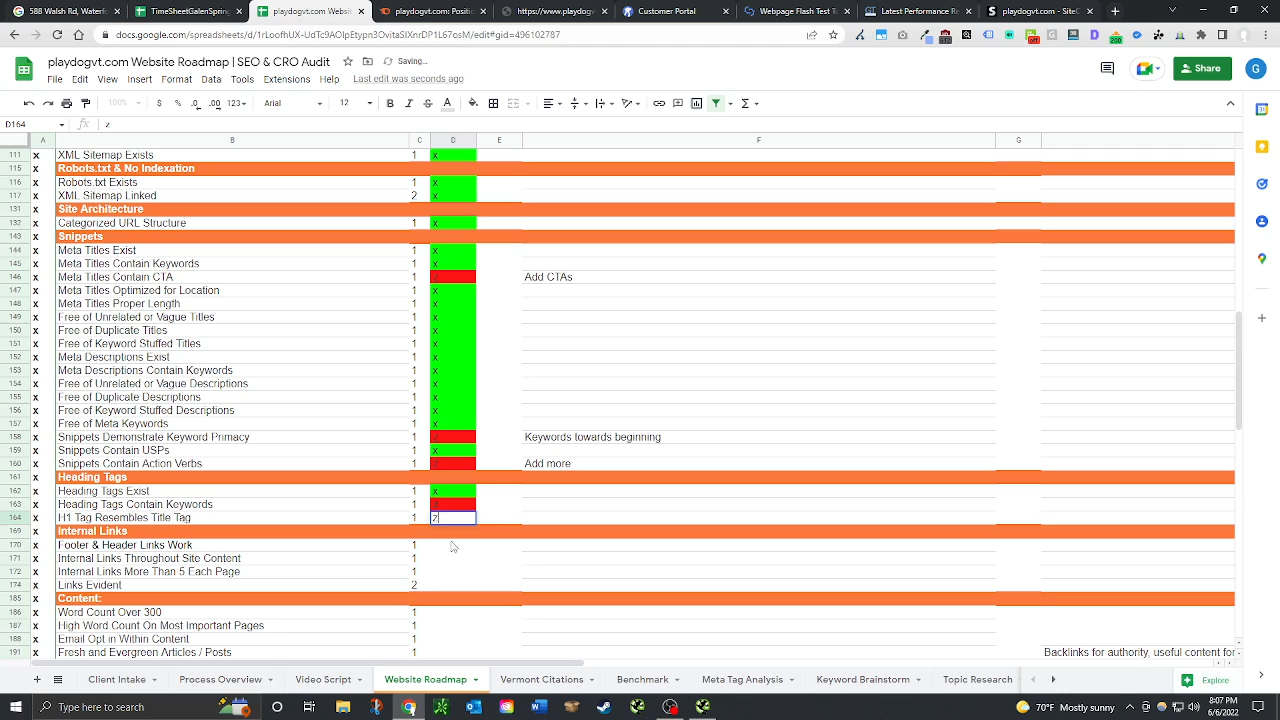 588 Walsh Rd, Waterf
TimeSheetGalenSpring
playdogvt.com Websit
playdogvt.com Positi
https://www.playdogv
Customer Portal
Webpage Flash Test T
Latest Performance Re
playdogvt.com - SiteC
docs.google.com/spreadsheets/d/1rLoofhUX-UdTc9AOlpEtypn3OvitaSIXnrDP1L67osM/edit#gid=496102787
playdogvt.com Website Roadmap | SEO & CRO Audit
Saving...
File Edit View Insert Format Data Tools Extensions Help Last edit was seconds ago
Share
G
100% $ % .0 .00 123 Arial 12 B I S A
D164 fx z
A B C D E F G
111 x XML Sitemap Exists 1 x
115 x Robots.txt & No Indexation
116 x Robots.txt Exists 1 x
117 x XML Sitemap Linked 2 x
118 x Site Architecture
132 x Categorized URL Structure 1 x
143 x Snippets
144 x Meta Titles Exist 1 x
145 x Meta Titles Contain Keywords 1 x
146 x Meta Titles Contain CTA 1 Add CTAs
147 x Meta Titles Optimized for Location 1 x
148 x Meta Titles Proper Length 1 x
149 x Free of Unrelated or Vague Titles 1 x
150 x Free of Duplicate Titles 1 x
151 x Free of Keyword Stuffed Titles 1 x
152 x Meta Descriptions Exist 1 x
153 x Meta Descriptions Contain Keywords 1 x
154 x Free of Unrelated or Vague Descriptions 1 x
155 x Free of Duplicate Descriptions 1 x
156 x Free of Keyword Stuffed Descriptions 1 x
157 x Free of Meta Keywords 1 x
158 x Snippets Demonstrate Keyword Primacy 1 Keywords towards beginning
159 x Snippets Contain USPs 1 x
160 x Snippets Contain Action Verbs 1 Add more
161 x Heading Tags
162 x Heading Tags Exist 1 x
163 x Heading Tags Contain Keywords 1
164 x H1 Tag Resembles Title Tag 1 z
169 x Internal Links
170 x Footer & Header Links Work 1
171 x Internal Links Throughout Site Content 1
172 x Internal Links More Than 5 Each Page 1
174 x Links Evident 2
185 x Content:
186 x Word Count Over 300 1
187 x High Word Count On Most Important Pages 1
188 x Email Opt in Within Content 1
191 x Fresh and Evergreen Articles / Posts 1 Backlinks for authority, useful content for
Client Intake Process Overview Video Script Website Roadmap Vermont Citations Benchmark Meta Tag Analysis Keyword Brainstorm Topic Research Explore
Type here to search
70°F Mostly sunny
8:07 PM
6/6/2022